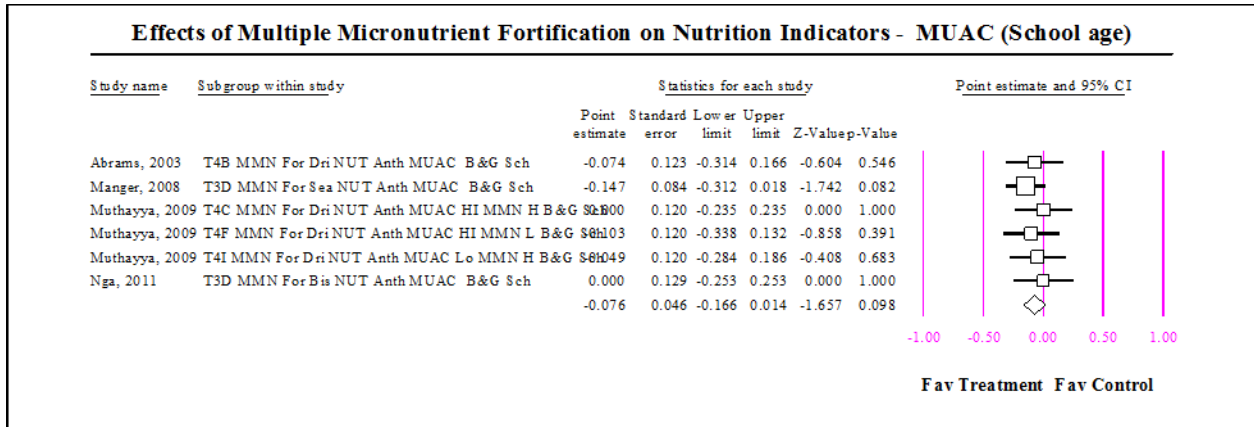 Effects of Multiple Micronutrient Fortification on Nutrition Indicators - MUAC (School age)
Study name Subgroup within study Statistics for each study Point estimate and 95% CI
Point Standard Lower Upper
estimate error limit limit Z-Value p-Value
Abrams, 2003 T4B MMN For Dri NUT Anth MUAC B&G Sch -0.074 0.123 -0.314 0.166 -0.604 0.546
Manger, 2008 T3D MMN For Sea NUT Anth MUAC B&G Sch -0.147 0.084 -0.312 0.018 -1.742 0.082
Muthayya, 2009 T4C MMN For Dri NUT Anth MUAC HI MMN H B&G Sch 0.000 0.120 -0.235 0.235 0.000 1.000
Muthayya, 2009 T4F MMN For Dri NUT Anth MUAC HI MMN L B&G Sch -0.103 0.120 -0.338 0.132 -0.858 0.391
Muthayya, 2009 T4I MMN For Dri NUT Anth MUAC Lo MMN H B&G Sch -0.049 0.120 -0.284 0.186 -0.408 0.683
Nga, 2011 T3D MMN For Bis NUT Anth MUAC B&G Sch 0.000 0.129 -0.253 0.253 0.000 1.000
-0.076 0.046 -0.166 0.014 -1.657 0.098
-1.00 -0.50 0.00 0.50 1.00
Fav Treatment Fav Control